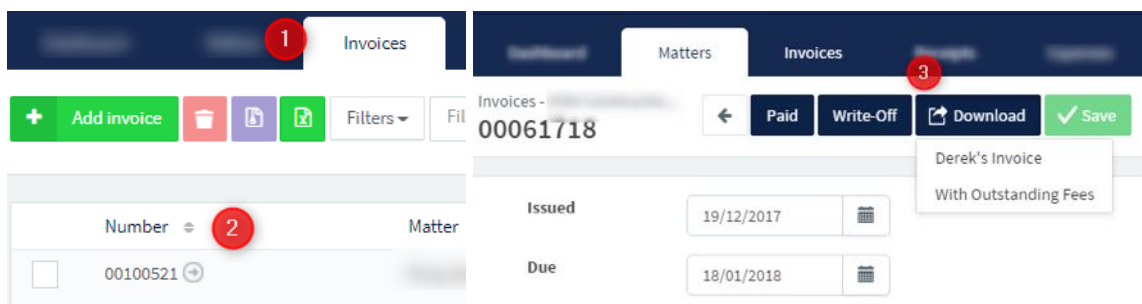 1 Invoices
+ Add invoice Filters Fil
Number 2 Matter
00100521
Matters Invoices
3
Invoices -
00061718 Paid Write-Off Download Save
Derek's Invoice
With Outstanding Fees
Issued 19/12/2017
Due 18/01/2018